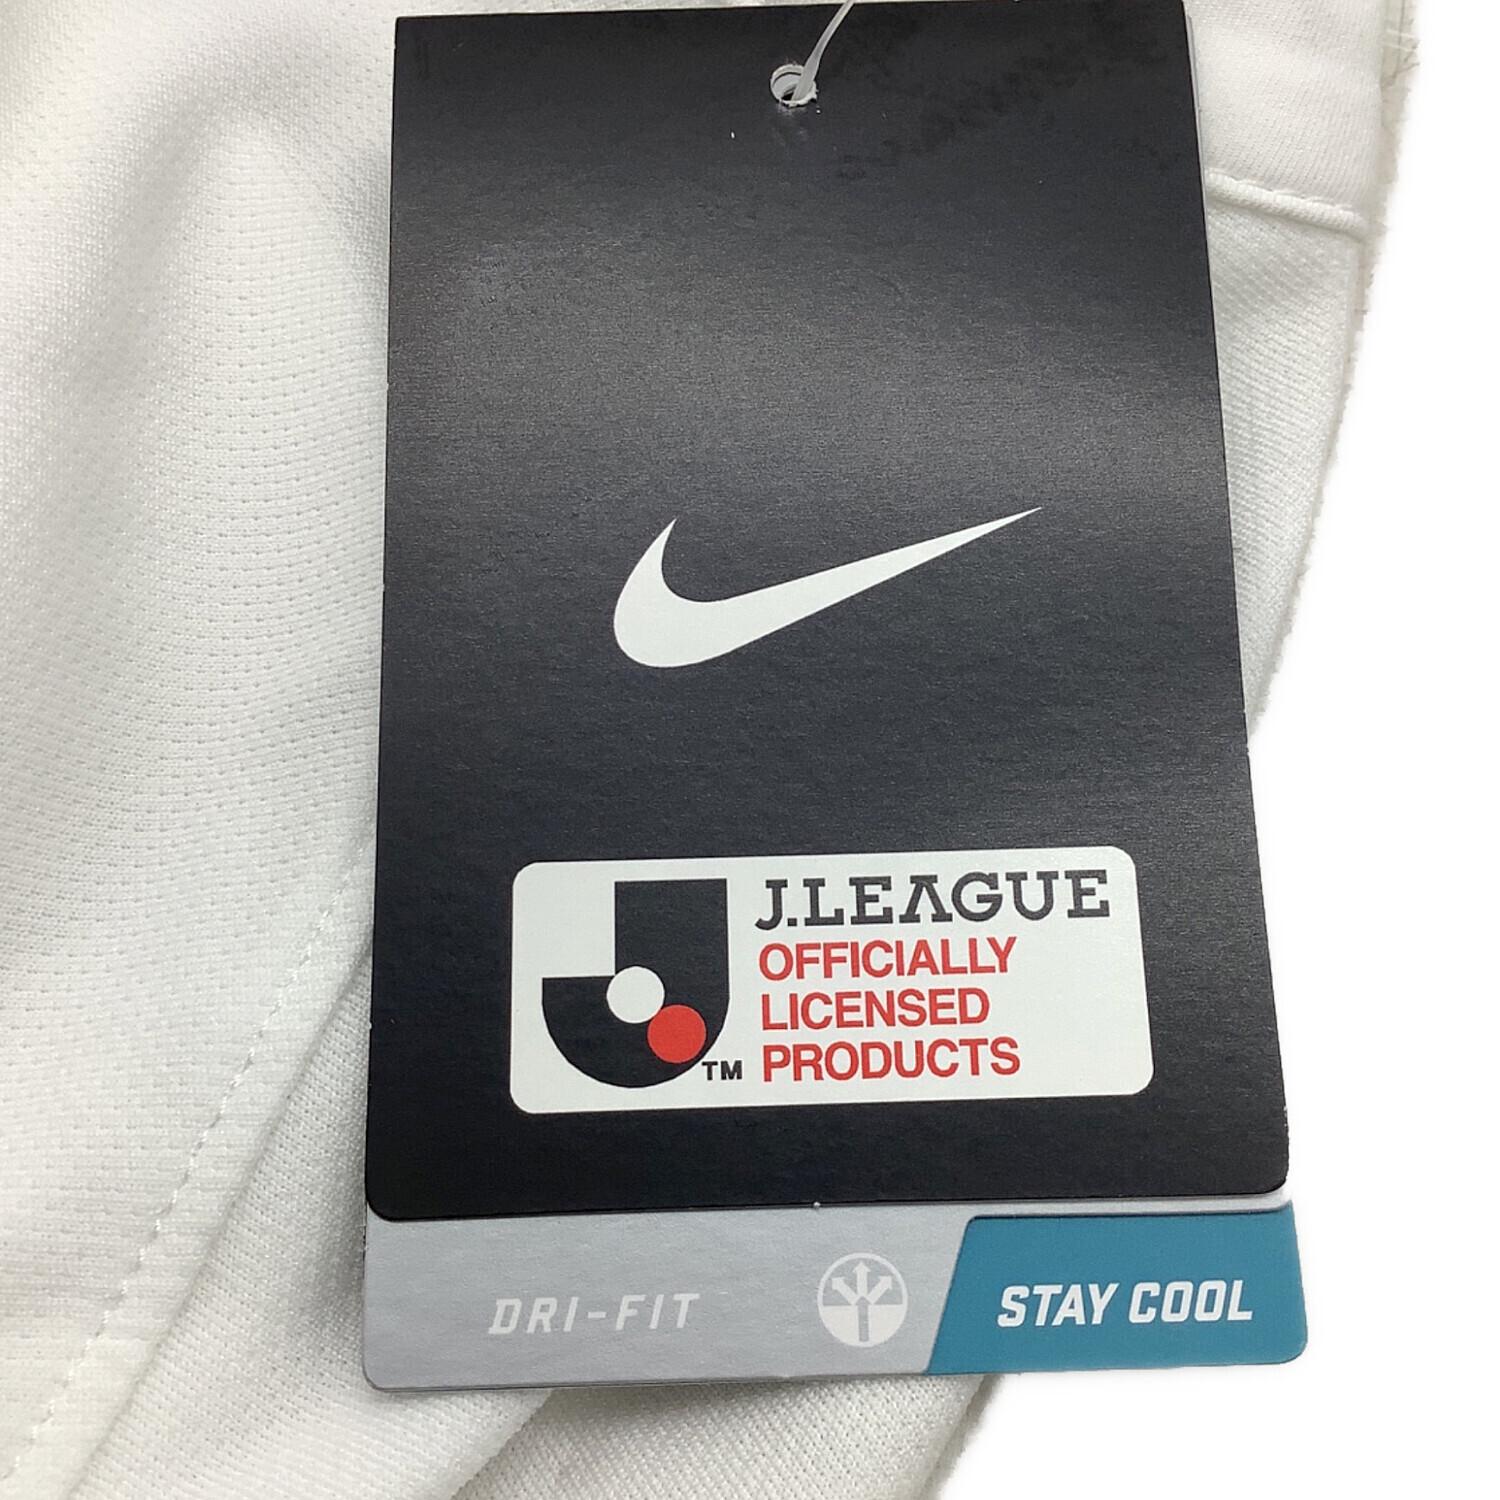 J.LEAGUE
OFFICIALLY
LICENSED
PRODUCTS
TM
DRI-FIT
STAY COOL